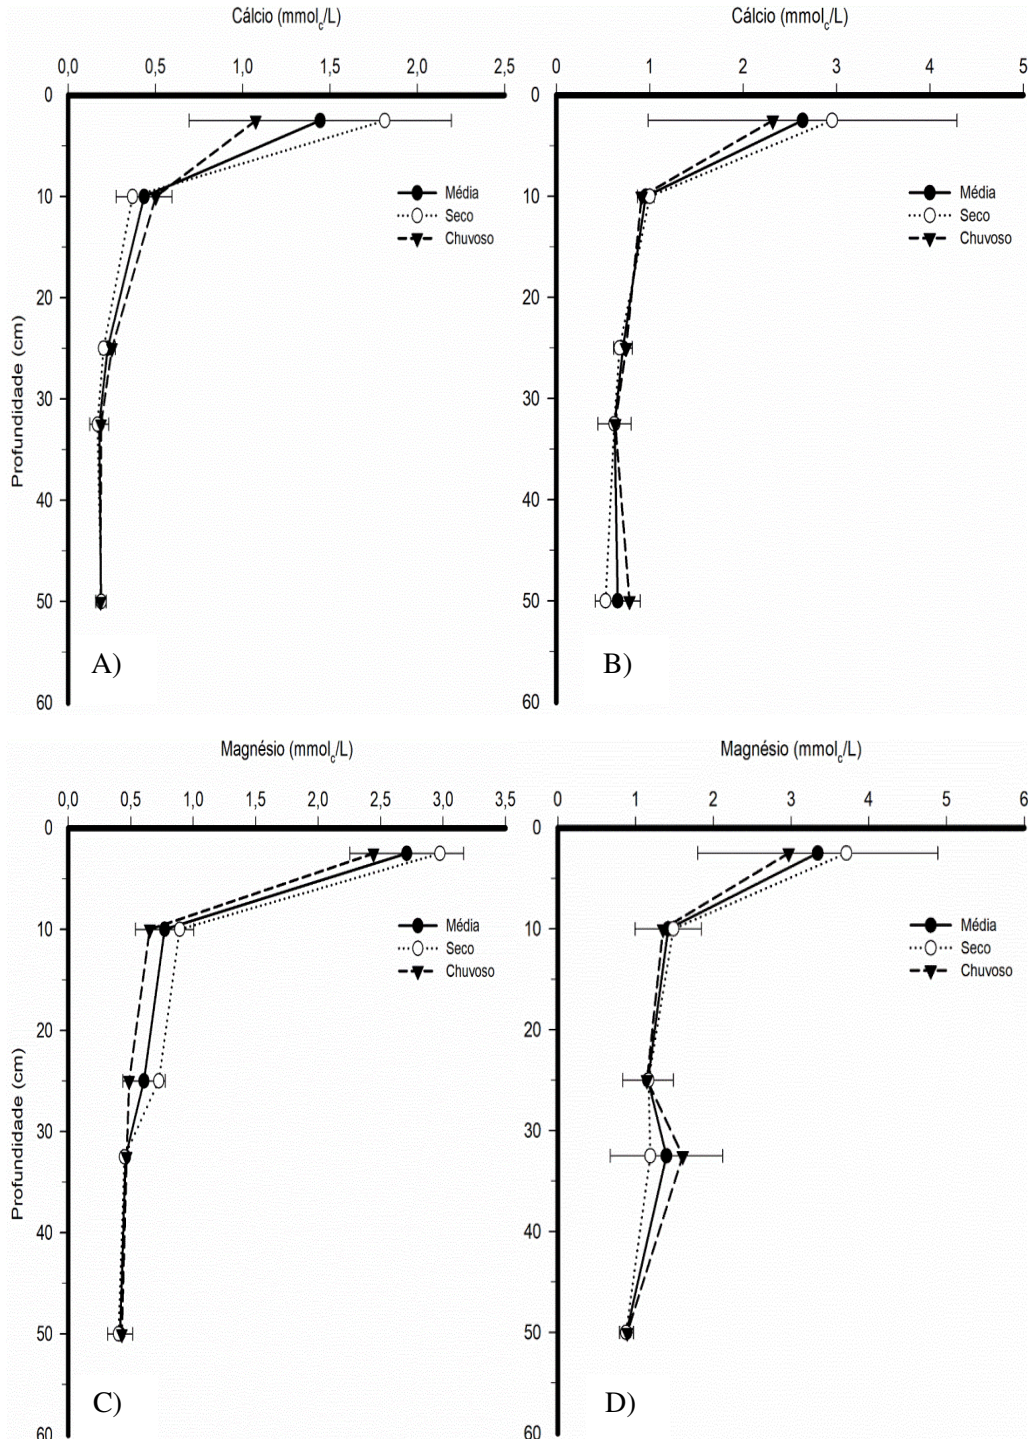 Cálcio (mmolc/L)
0,0 0,5 1,0 1,5 2,0 2,5
0
10
20
30
40
50
60
Profundidade (cm)
Média
Seco
Chuvoso
A)
Cálcio (mmolc/L)
0 1 2 3 4 5
0
10
20
30
40
50
60
Média
Seco
Chuvoso
B)
Magnésio (mmolc/L)
0,0 0,5 1,0 1,5 2,0 2,5 3,0 3,5
0
10
20
30
40
50
60
Profundidade (cm)
Média
Seco
Chuvoso
C)
Magnésio (mmolc/L)
0 1 2 3 4 5 6
0
10
20
30
40
50
60
Média
Seco
Chuvoso
D)